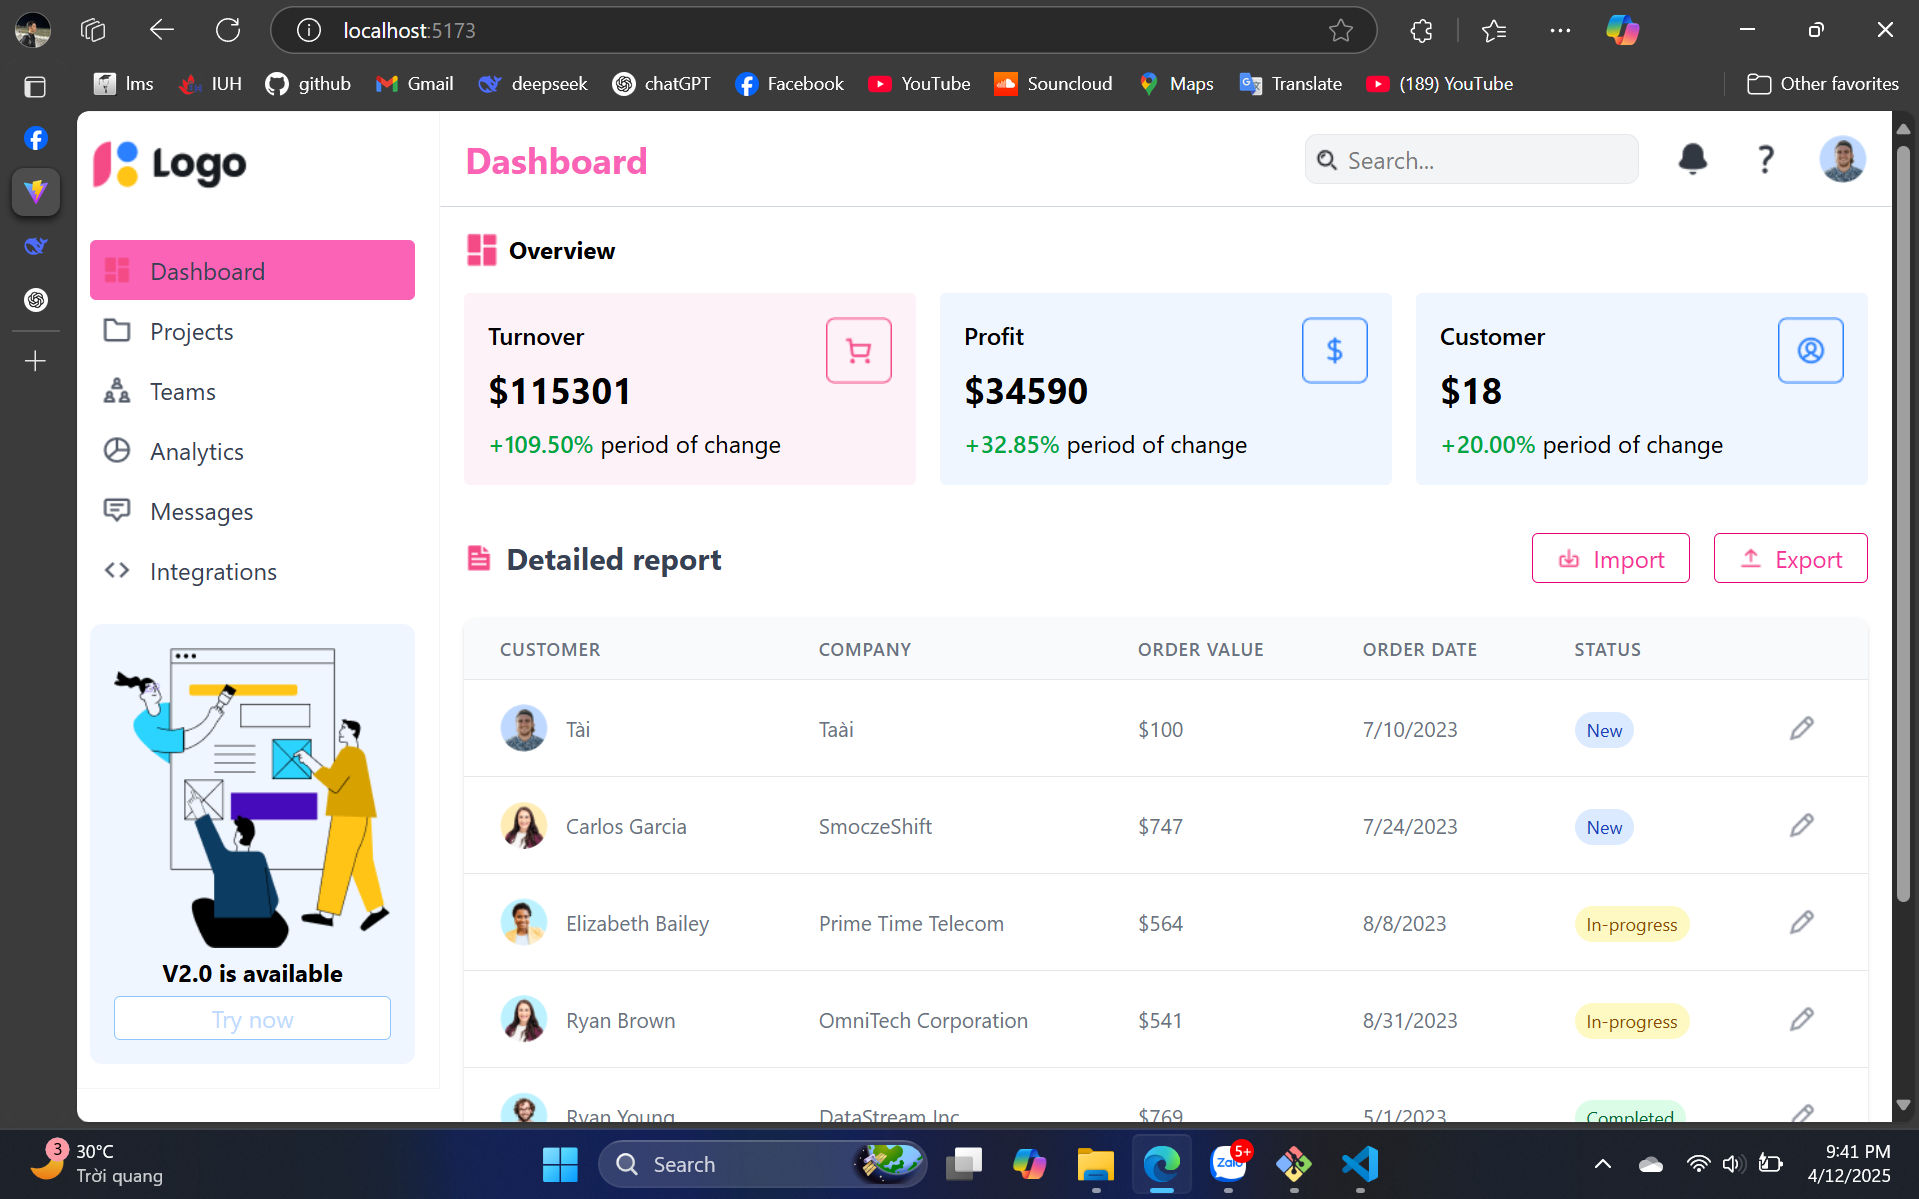 localhost:5173
lms
IUH
github
Gmail
deepseek
chatGPT
Facebook
YouTube
Souncloud
Maps
Translate
(189) YouTube
Other favorites
Logo
Dashboard
Search...
?
Dashboard
Projects
Teams
Analytics
Messages
Integrations
V2.0 is available
Try now
Overview
Turnover
$115301
+109.50% period of change
Profit
$34590
+32.85% period of change
$
Customer
$18
+20.00% period of change
Detailed report
Import
Export
CUSTOMER COMPANY ORDER VALUE ORDER DATE STATUS
Tài Taài $100 7/10/2023 New
Carlos Garcia SmoczeShift $747 7/24/2023 New
Elizabeth Bailey Prime Time Telecom $564 8/8/2023 In-progress
Ryan Brown OmniTech Corporation $541 8/31/2023 In-progress
Ryan Young DataStream Inc $769 5/1/2023 Completed
3
30°C
Trời quang
Search
Zalo
5+
9:41 PM
4/12/2025